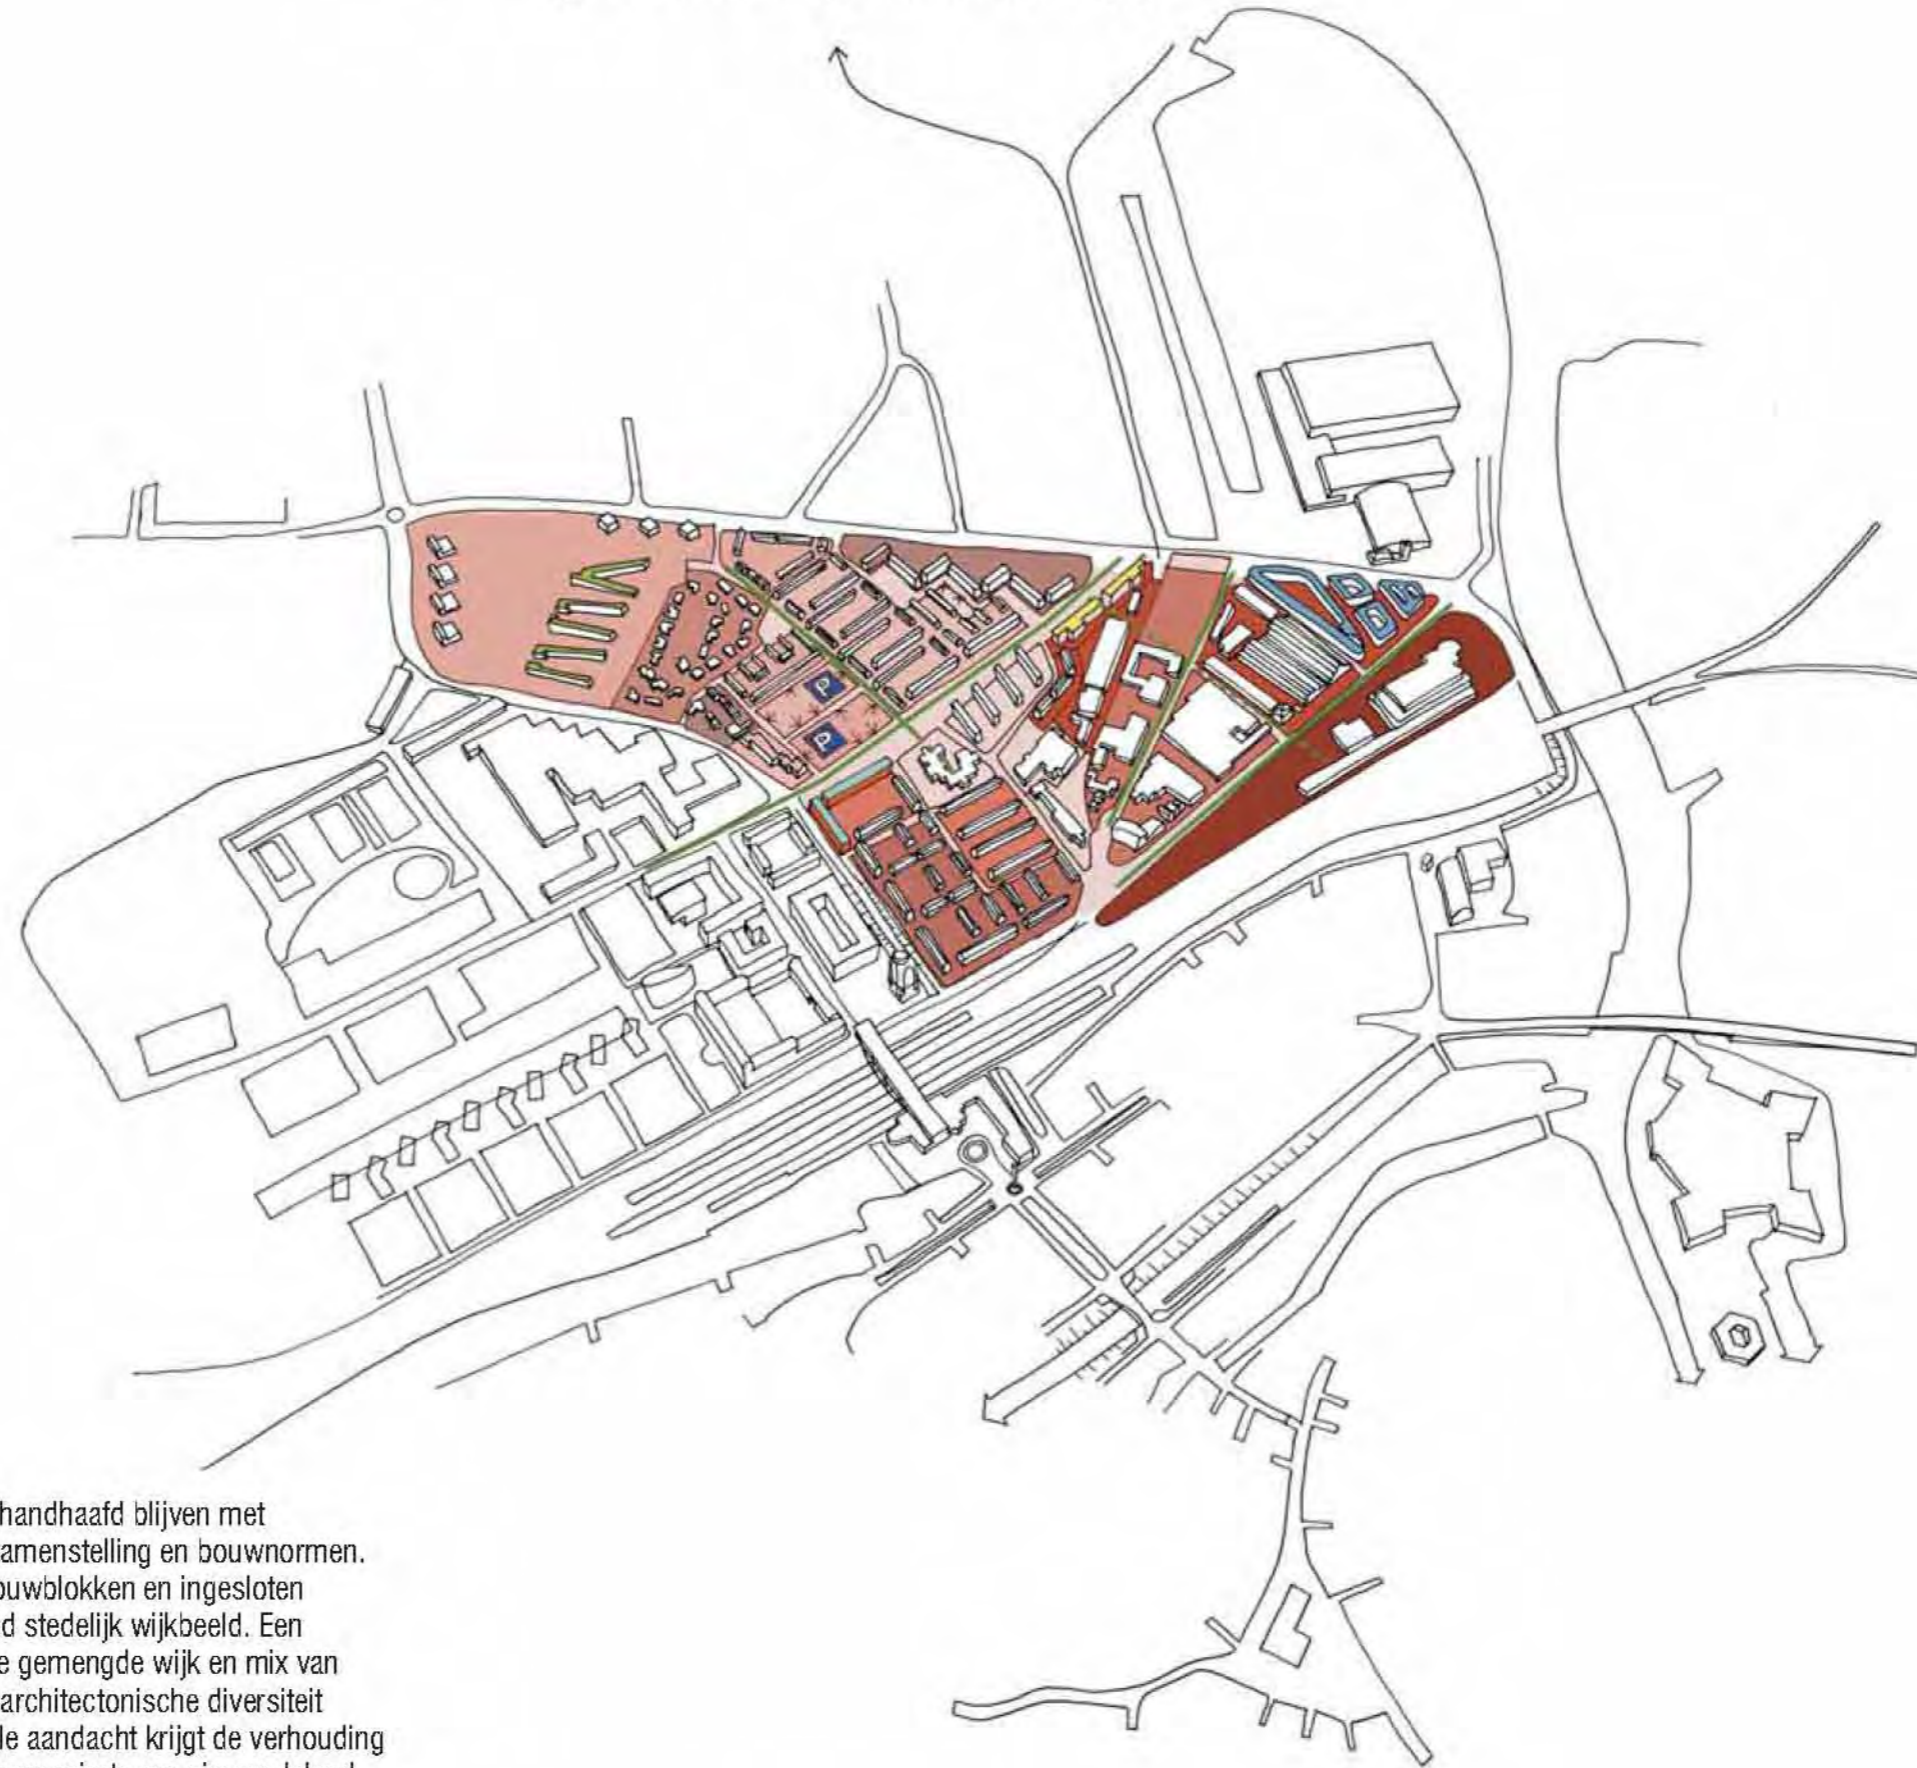 P
P
handhaafd blijven met
amenstelling en bouwnormen.
ouwblokken en ingesloten
d stedelijk wijkbeeld. Een
e gemengde wijk en mix van
architectonische diversiteit
le aandacht krijgt de verhouding